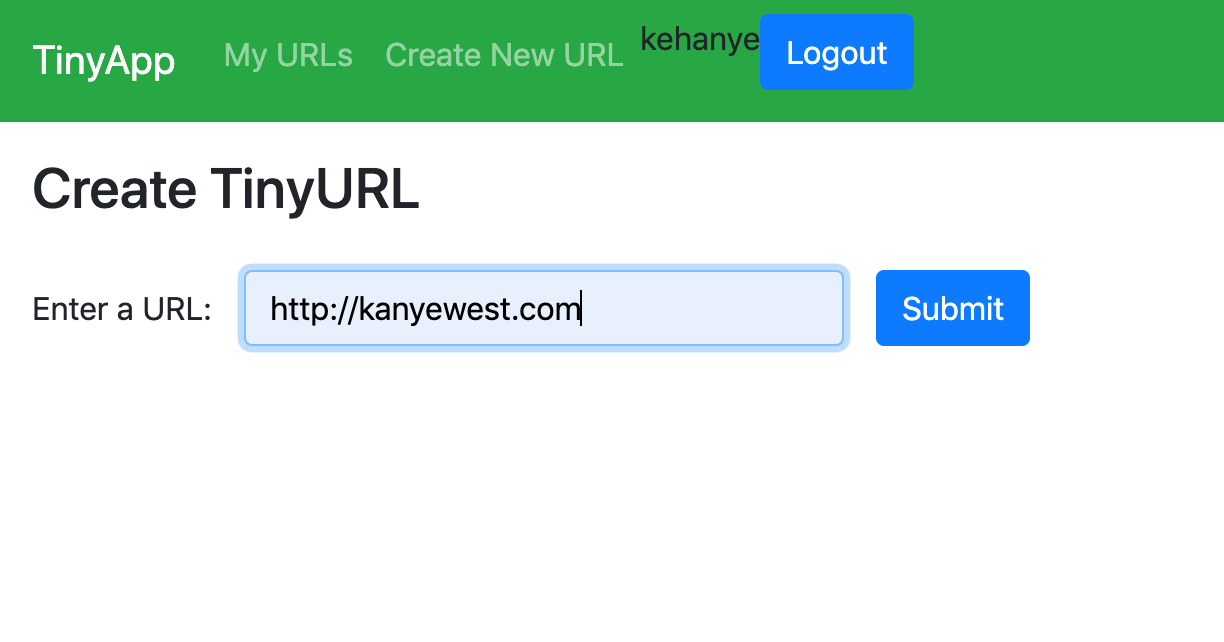 TinyApp My URLs Create New URL kehanye Logout
Create TinyURL
Enter a URL: http://kanyewest.com Submit